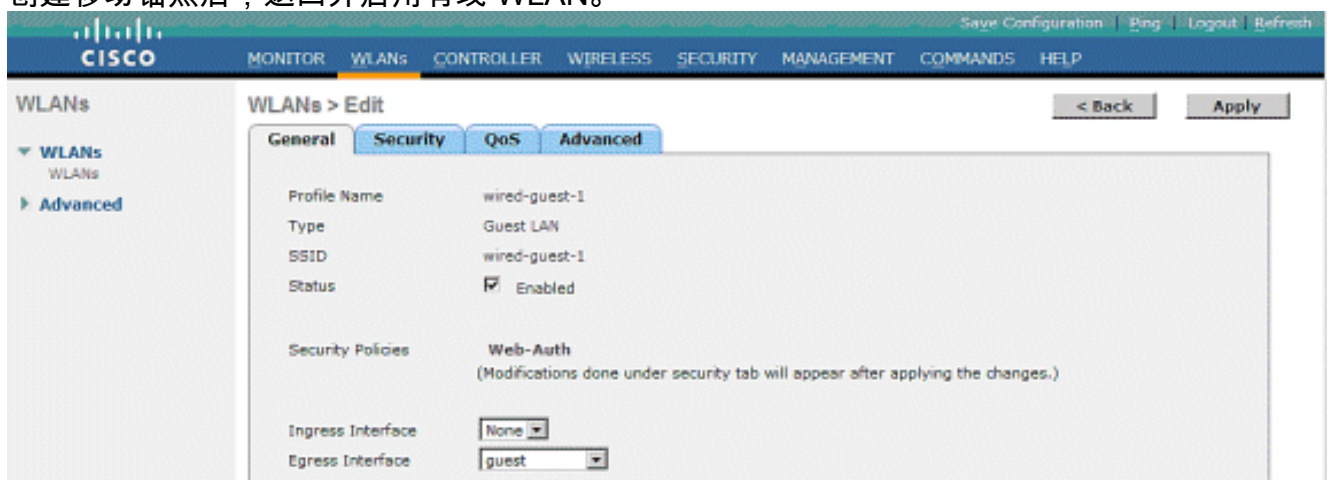 创建移动锚点后，返回并启用有线 WLAN。
Save Configuration | Ping | Logout | Refresh
CISCO
MONITOR WLANs CONTROLLER WIRELESS SECURITY MANAGEMENT COMMANDS HELP
WLANs
WLANs > Edit
< Back
Apply
General Security QoS Advanced
WLANs
WLANs
Advanced
Profile Name wired-guest-1
Type Guest LAN
SSID wired-guest-1
Status Enabled
Security Policies Web-Auth
(Modifications done under security tab will appear after applying the changes.)
Ingress Interface None
Egress Interface guest